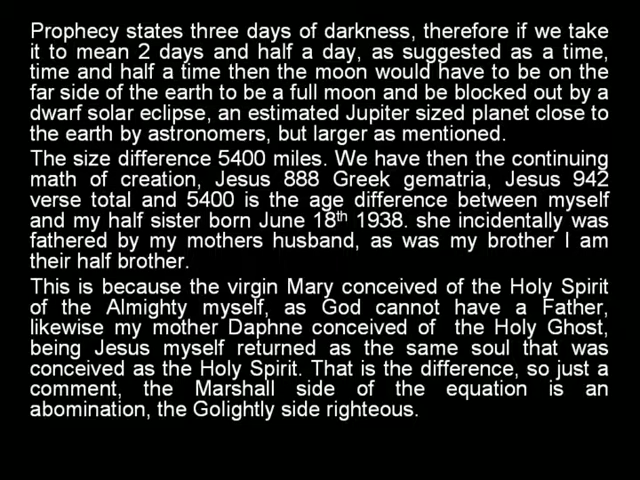 Prophecy states three days of darkness, therefore if we take
it to mean 2 days and half a day, as suggested as a time,
time and half a time then the moon would have to be on the
far side of the earth to be a full moon and be blocked out by a
dwarf solar eclipse, an estimated Jupiter sized planet close to
the earth by astronomers, but larger as mentioned.
The size difference 5400 miles. We have then the continuing
math of creation, Jesus 888 Greek gematria, Jesus 942
verse total and 5400 is the age difference between myself
and my half sister born June 18th 1938. she incidentally was
fathered by my mothers husband, as was my brother I am
their half brother.
This is because the virgin Mary conceived of the Holy Spirit
of the Almighty myself, as God cannot have a Father,
likewise my mother Daphne conceived of the Holy Ghost,
being Jesus myself returned as the same soul that was
conceived as the Holy Spirit. That is the difference, so just a
comment, the Marshall side of the equation is an
abomination, the Golightly side righteous.